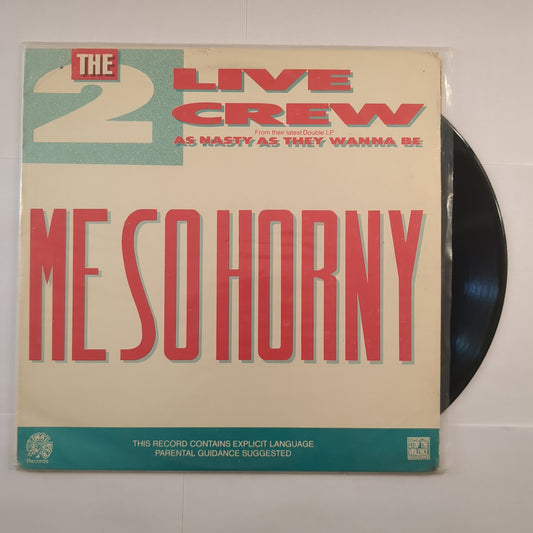 THE
2
LIVE
CREW
From their latest Double LP
AS NASTY AS THEY WANNA BE
ME SO HORNY
THIS RECORD CONTAINS EXPLICIT LANGUAGE
PARENTAL GUIDANCE SUGGESTED
Records
STOP THE
VIOLENCE